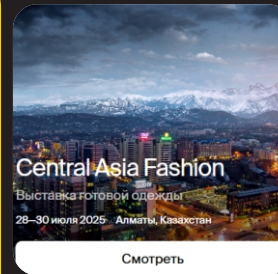 Central Asia Fashion
Выставка готовой одежды
28—30 июля 2025 Алматы, Казахстан
Смотреть